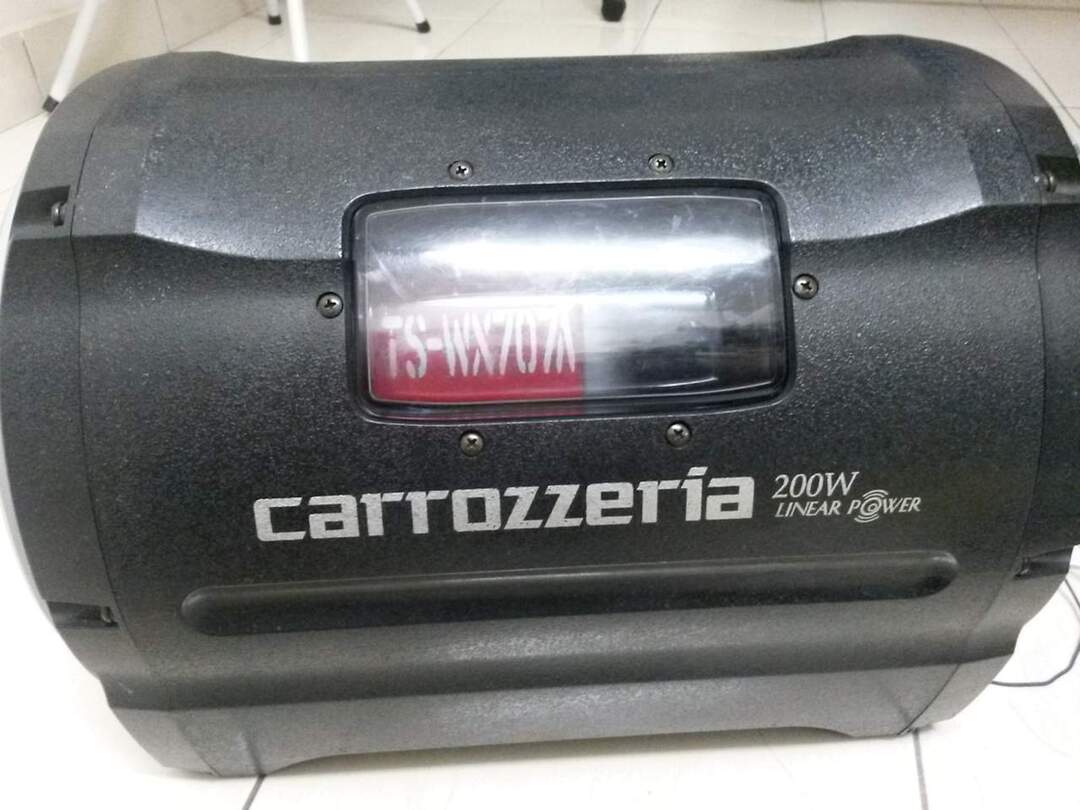 TS-WX707A
carrozzeria
200W
LINEAR POWER